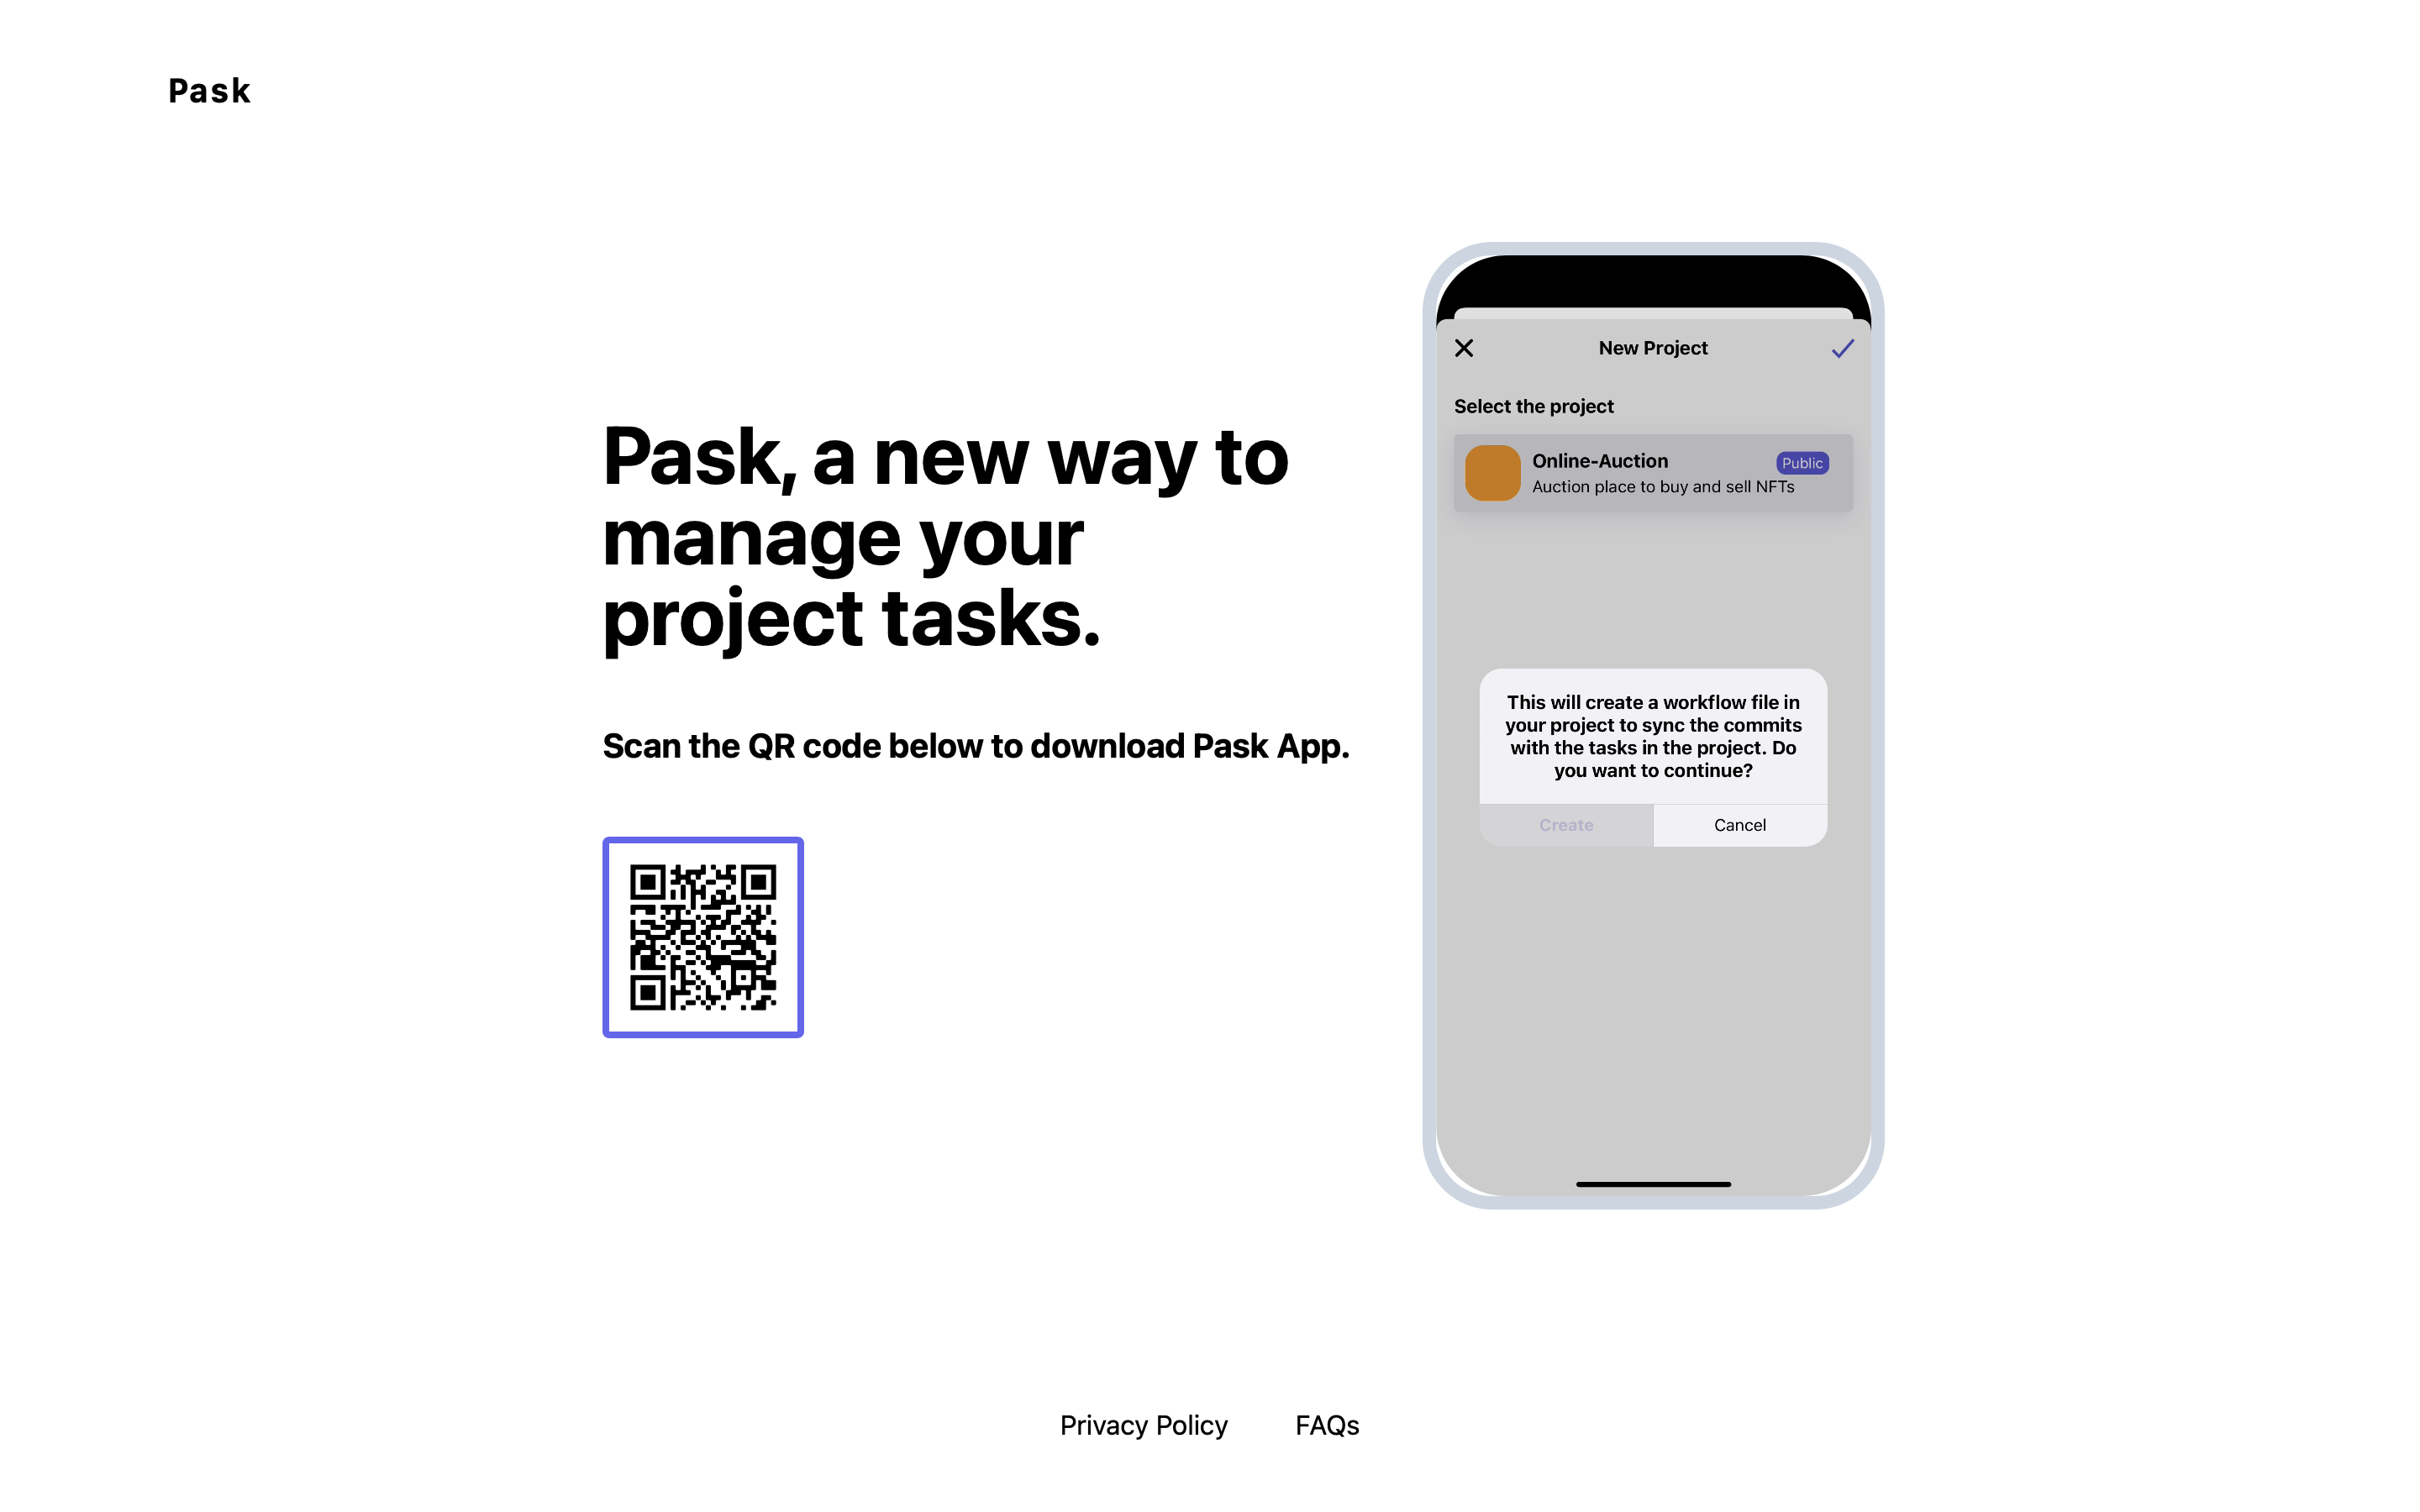 Pask
Pask, a new way to
manage your
project tasks.
Scan the QR code below to download Pask App.
New Project
Select the project
Online-Auction
Public
Auction place to buy and sell NFTs
This will create a workflow file in
your project to sync the commits
with the tasks in the project. Do
you want to continue?
Create
Cancel
Privacy Policy
FAQs